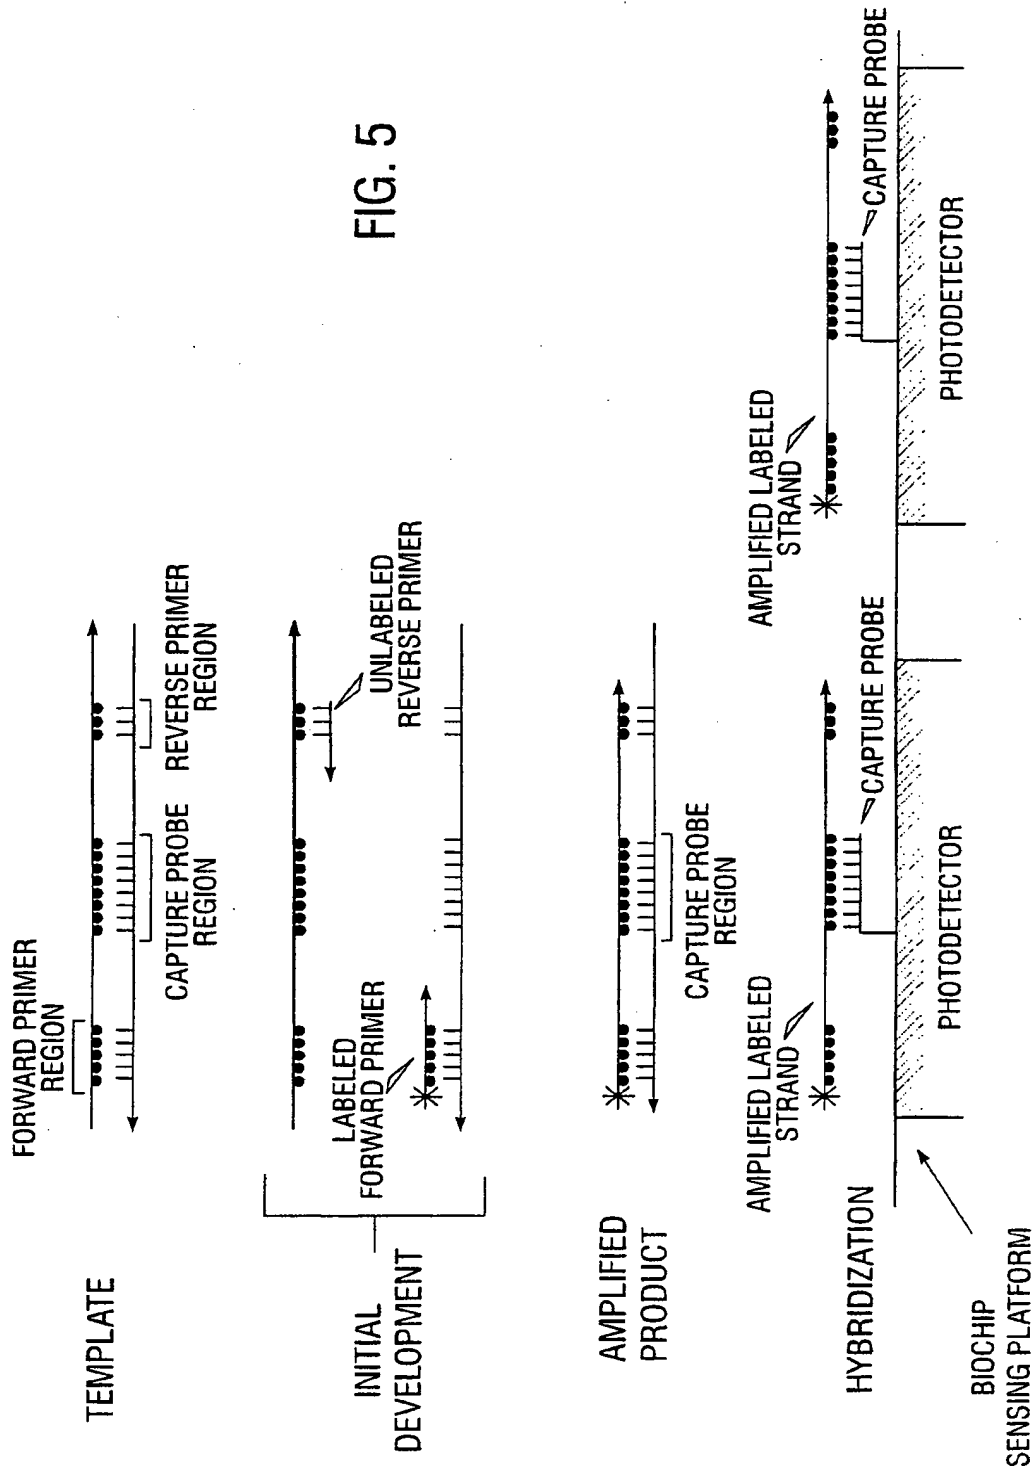 FIG. 5
TEMPLATE
FORWARD PRIMER
REGION
CAPTURE PROBE
REGION
REVERSE PRIMER
REGION
INITIAL
DEVELOPMENT
LABELED
FORWARD PRIMER
UNLABELED
REVERSE PRIMER
AMPLIFIED
PRODUCT
CAPTURE PROBE
REGION
HYBRIDIZATION
AMPLIFIED LABELED
STRAND
CAPTURE PROBE
AMPLIFIED LABELED
STRAND
CAPTURE PROBE
PHOTODETECTOR
PHOTODETECTOR
BIOCHIP
SENSING PLATFORM